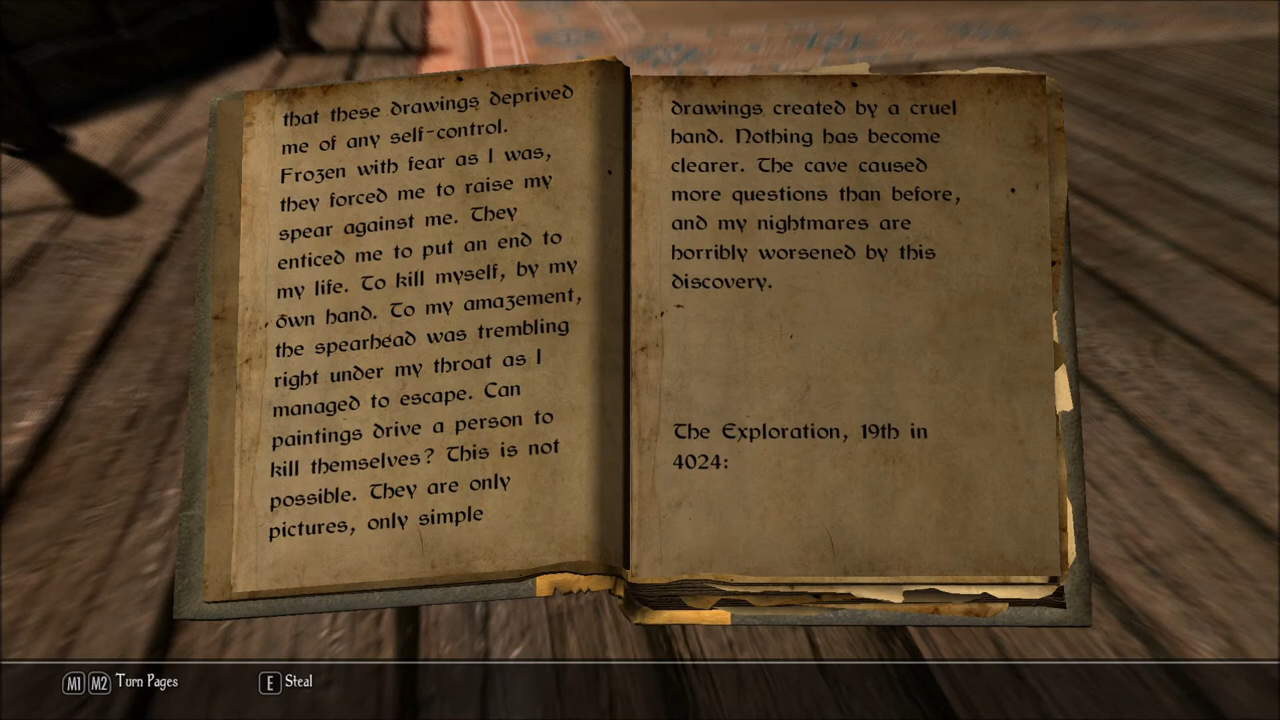 that these drawings deprived
me of any self-control.
Frozen with fear as I was,
they forced me to raise my
spear against me. They
enticed me to put an end to
my life. To kill myself, by my
own hand. To my amazement,
the spearhead was trembling
right under my throat as I
managed to escape. Can
paintings drive a person to
kill themselves? This is not
possible. They are only
pictures, only simple
drawings created by a cruel
hand. Nothing has become
clearer. The cave caused
more questions than before,
and my nightmares are
horribly worsened by this
discovery.
The Exploration, 19th in
4024:
M1 M2 Turn Pages
E Steal